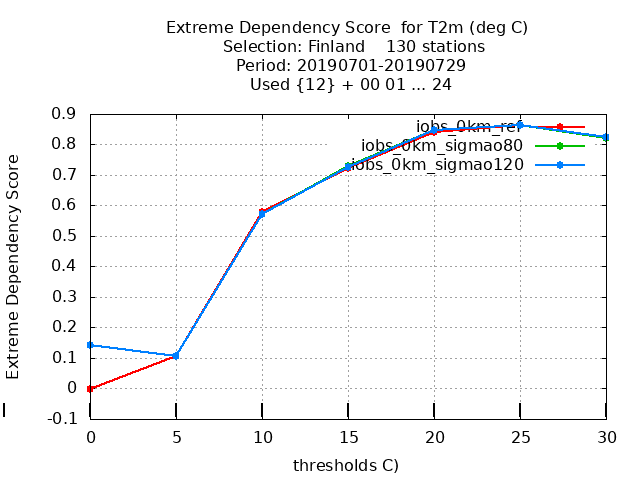 Extreme Dependency Score  for T2m (deg C)
Selection: Finland    130 stations
Period: 20190701-20190729
Used {12} + 00 01 ... 24
iobs_0km_ref
iobs_0km_sigmao80
iobs_0km_sigmao120
Extreme Dependency Score
0.9
0.8
0.7
0.6
0.5
0.4
0.3
0.2
0.1
0
-0.1
0 5 10 15 20 25 30
thresholds C)